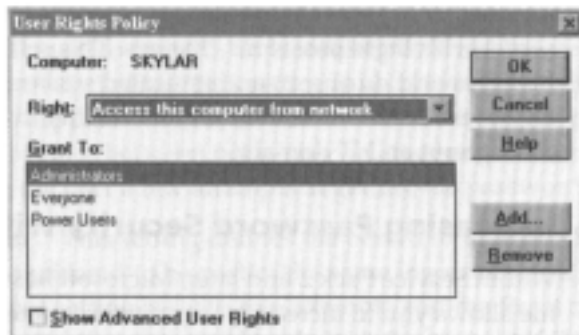 User Rights Policy
Computer: SKYLAR
Right: Access this computer from network
Grant To:
Administrators
Everyone
Power Users
Show Advanced User Rights
OK
Cancel
Help
Add...
Remove